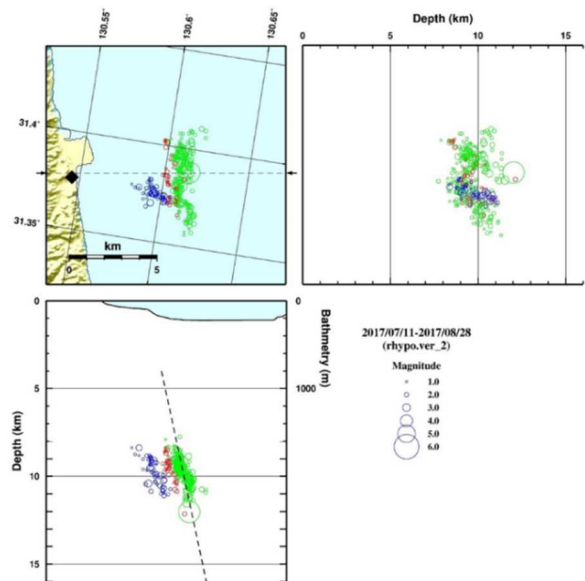 130.55°
130.6°
130.65°
31.4°
31.35°
km
0 5
Depth (km)
0 5 10 15
0
5
10
15
Depth (km)
0
1000
Bathmetry (m)
2017/07/11-2017/08/28
(rhypo.ver_2)
Magnitude
1.0
2.0
3.0
4.0
5.0
6.0